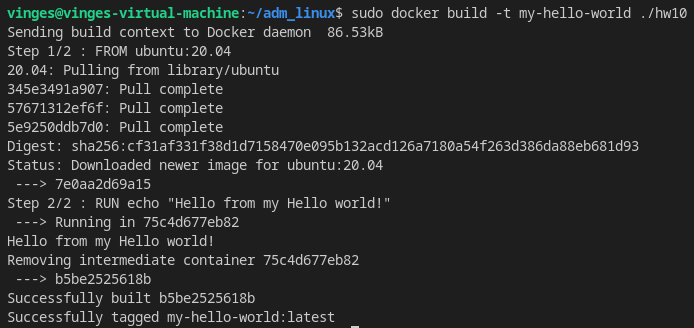 vinges@vinges-virtual-machine:~/adm_linux$ sudo docker build -t my-hello-world ./hw10
Sending build context to Docker daemon  86.53kB
Step 1/2 : FROM ubuntu:20.04
20.04: Pulling from library/ubuntu
345e3491a907: Pull complete
57671312ef6f: Pull complete
5e9250ddb7d0: Pull complete
Digest: sha256:cf31af331f38d1d7158470e095b132acd126a7180a54f263d386da88eb681d93
Status: Downloaded newer image for ubuntu:20.04
 ---> 7e0aa2d69a15
Step 2/2 : RUN echo "Hello from my Hello world!"
 ---> Running in 75c4d677eb82
Hello from my Hello world!
Removing intermediate container 75c4d677eb82
 ---> b5be2525618b
Successfully built b5be2525618b
Successfully tagged my-hello-world:latest